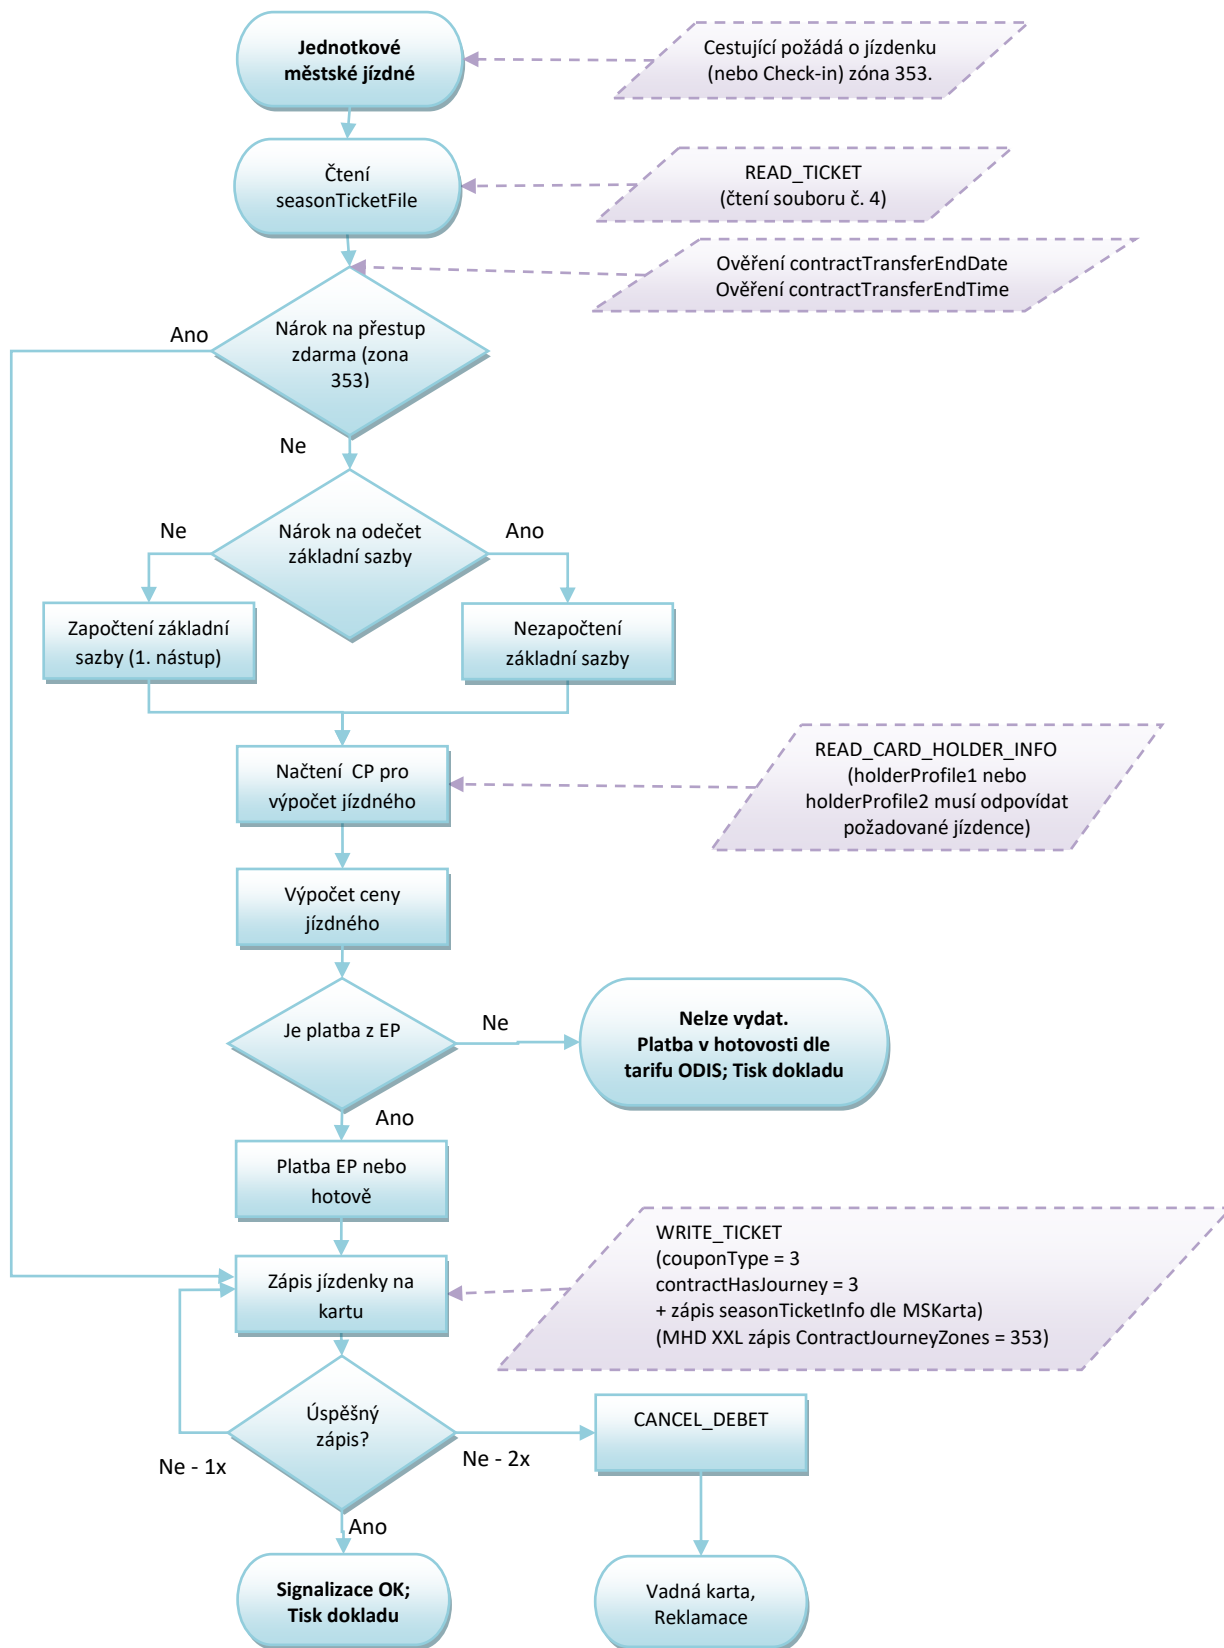 Jednotkové
městské jízdné
Cestující požádá o jízdenku
(nebo Check-in) zóna 353.
Čtení
seasonTicketFile
READ_TICKET
(čtení souboru č. 4)
Ověření contractTransferEndDate
Ověření contractTransferEndTime
Ano
Nárok na přestup
zdarma (zona
353)
Ne
Ne
Nárok na odečet
základní sazby
Ano
Započtení základní
sazby (1. nástup)
Nezapočtení
základní sazby
Načtení CP pro
výpočet jízdného
READ_CARD_HOLDER_INFO
(holderProfile1 nebo
holderProfile2 musí odpovídat
požadované jízdence)
Výpočet ceny
jízdného
Je platba z EP
Ne
Nelze vydat.
Platba v hotovosti dle
tarifu ODIS; Tisk dokladu
Ano
Platba EP nebo
hotově
WRITE_TICKET
(couponType = 3
contractHasJourney = 3
+ zápis seasonTicketInfo dle MSKarta)
(MHD XXL zápis ContractJourneyZones = 353)
Zápis jízdenky na
kartu
Úspěšný
zápis?
CANCEL_DEBET
Ne - 1x
Ne - 2x
Ano
Signalizace OK;
Tisk dokladu
Vadná karta,
Reklamace